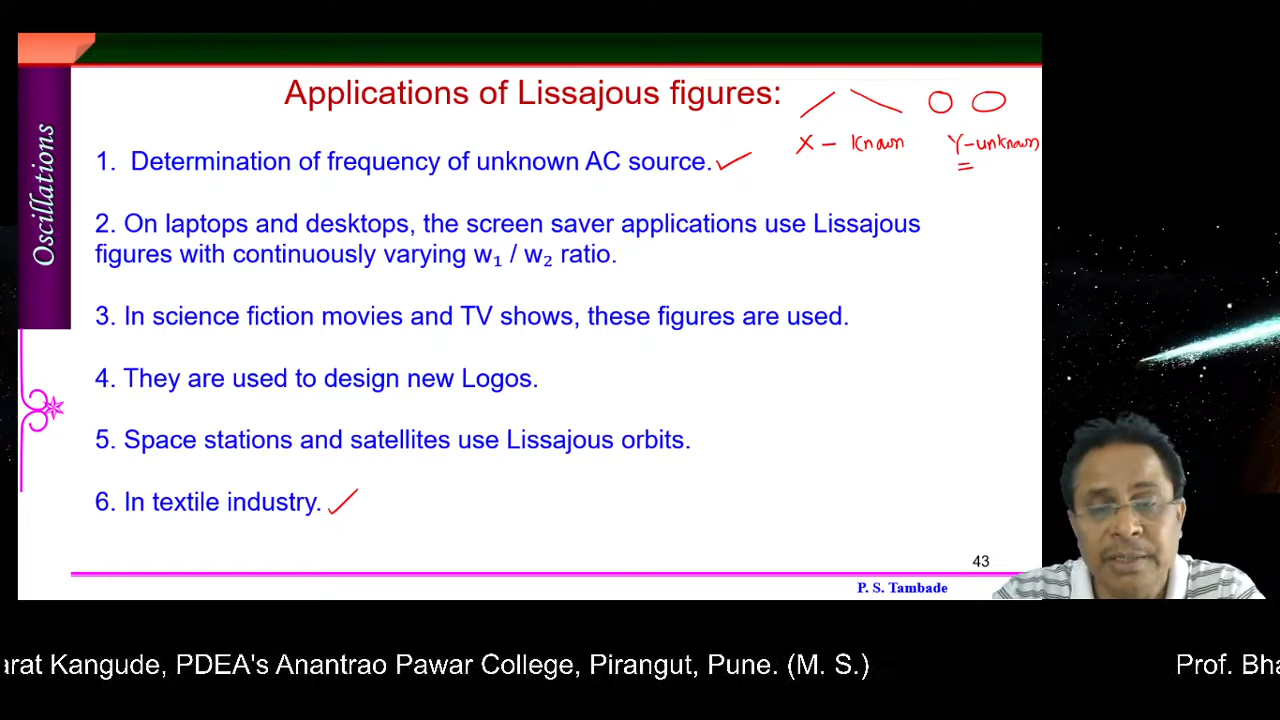 Oscillations
Applications of Lissajous figures:
X - Known Y-unknown
1. Determination of frequency of unknown AC source.
2. On laptops and desktops, the screen saver applications use Lissajous
figures with continuously varying w₁ / w₂ ratio.
3. In science fiction movies and TV shows, these figures are used.
4. They are used to design new Logos.
5. Space stations and satellites use Lissajous orbits.
6. In textile industry.
43
P. S. Tambade
arat Kangude, PDEA's Anantrao Pawar College, Pirangut, Pune. (M. S.) Prof. Bha